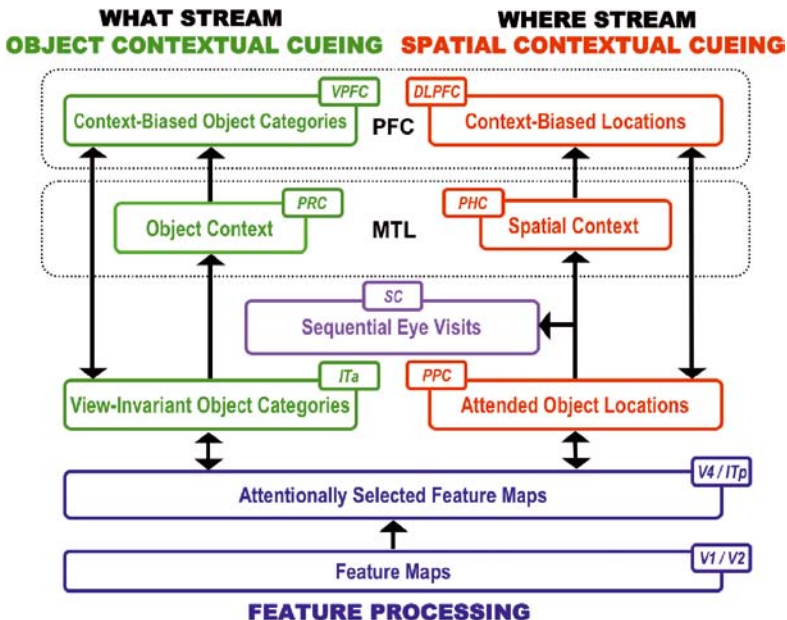 WHAT STREAM
OBJECT CONTEXTUAL CUEING
WHERE STREAM
SPATIAL CONTEXTUAL CUEING
VPFC
Context-Biased Object Categories
PFC
DLPFC
Context-Biased Locations
PRC
Object Context
MTL
PHC
Spatial Context
SC
Sequential Eye Visits
ITa
View-Invariant Object Categories
PPC
Attended Object Locations
V4 / ITp
Attentionally Selected Feature Maps
V1 / V2
Feature Maps
FEATURE PROCESSING